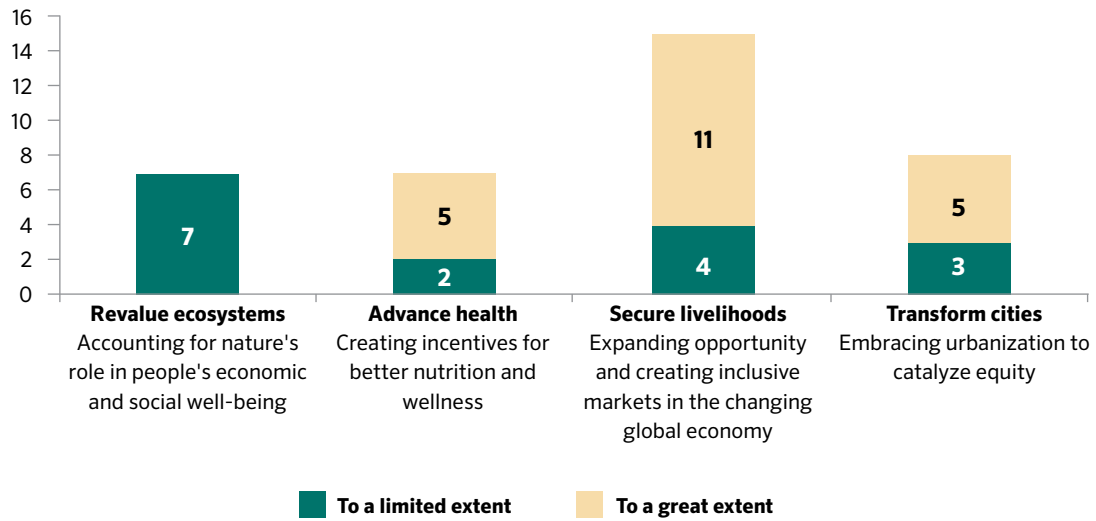 16
14
12
10
8
6
4
2
0
7
5
2
11
4
5
3
Revalue ecosystems
Accounting for nature's
role in people's economic
and social well-being
Advance health
Creating incentives for
better nutrition and
wellness
Secure livelihoods
Expanding opportunity
and creating inclusive
markets in the changing
global economy
Transform cities
Embracing urbanization to
catalyze equity
To a limited extent
To a great extent